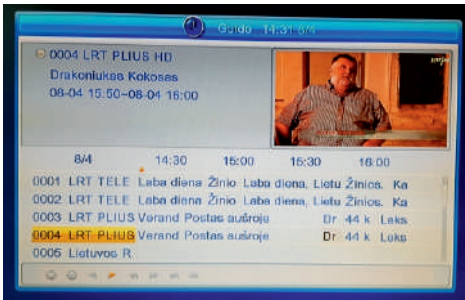 Guido 14:31 8/4
0004 LRT PLIUS HD
Drakoniukas Kokosas
08-04 15:50-08-04 16:00
8/4 14:30 15:00 15:30 16:00
0001 LRT TELE Laba diena Žinio Laba diena, Lietu Žinios. Ka
0002 LRT TELE Laba diena Žinio Laba diena, Lietu Žinios. Ka
0003 LRT PLIUS Verand Postas aušroje Dr 44 k Laks
0004 LRT PLIUS Verand Postas aušroje Dr 44 k Laks
0005 Lietuvos R